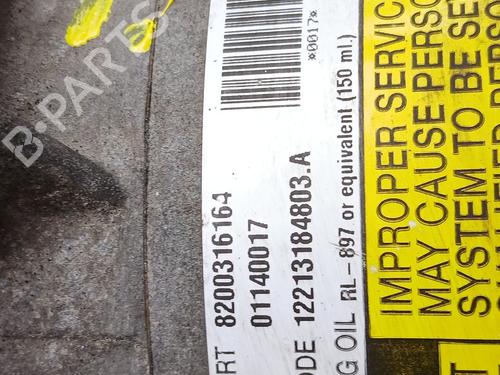 B-PARTS
*0017*
RT 8200316164
01140017
ODE 12213184803.A
G OIL RL-897 or equivalent (150 ml.)
IMPROPER SERVIC
MAY CAUSE PERSO
SYSTEM TO BE SE